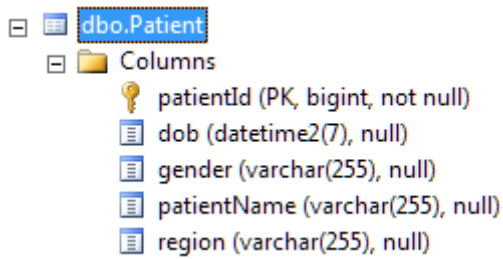 dbo.Patient
Columns
patientId (PK, bigint, not null)
dob (datetime2(7), null)
gender (varchar(255), null)
patientName (varchar(255), null)
region (varchar(255), null)